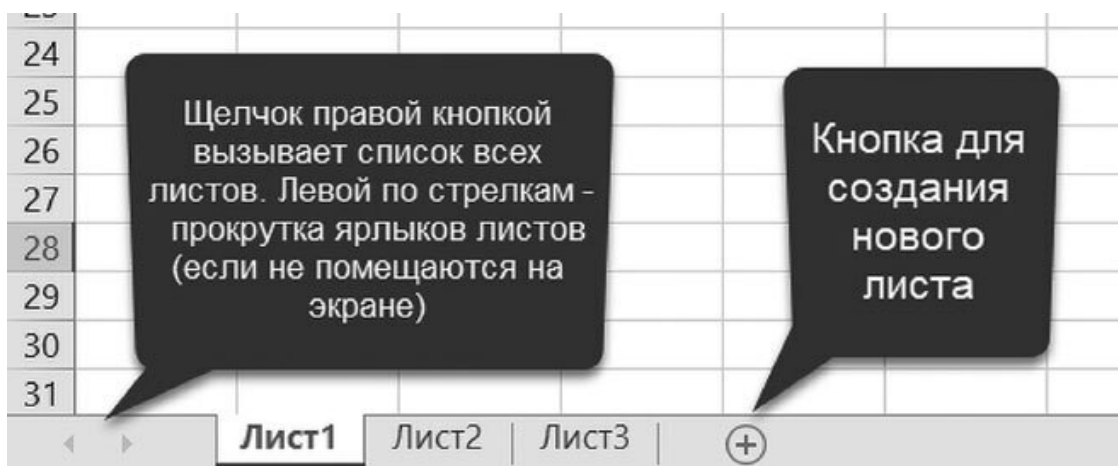 24
25
26
27
28
29
30
31
Щелчок правой кнопкой
вызывает список всех
листов. Левой по стрелкам -
прокрутка ярлыков листов
(если не помещаются на
экране)
Кнопка для
создания
нового
листа
Лист1 Лист2 Лист3